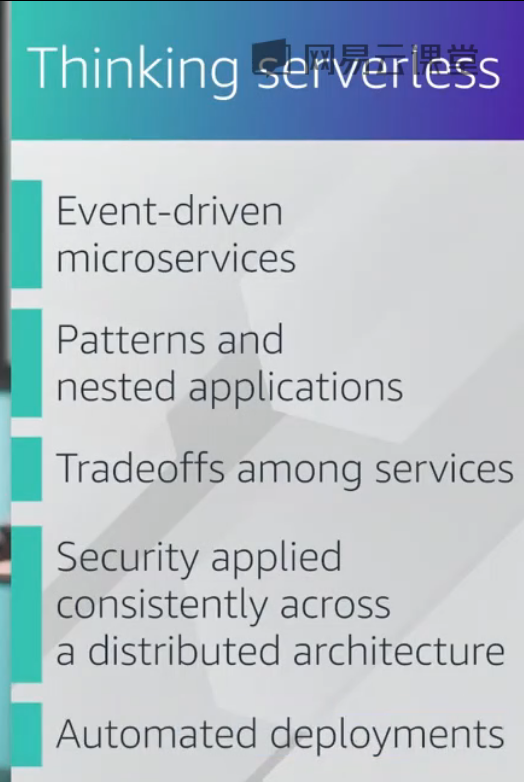 Thinking serverless
网易云课堂
Event-driven
microservices
Patterns and
nested applications
Tradeoffs among services
Security applied
consistently across
a distributed architecture
Automated deployments